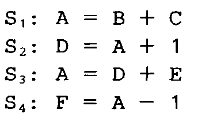 S₁: A = B + C
S₂: D = A + 1
S₃: A = D + E
S₄: F = A - 1